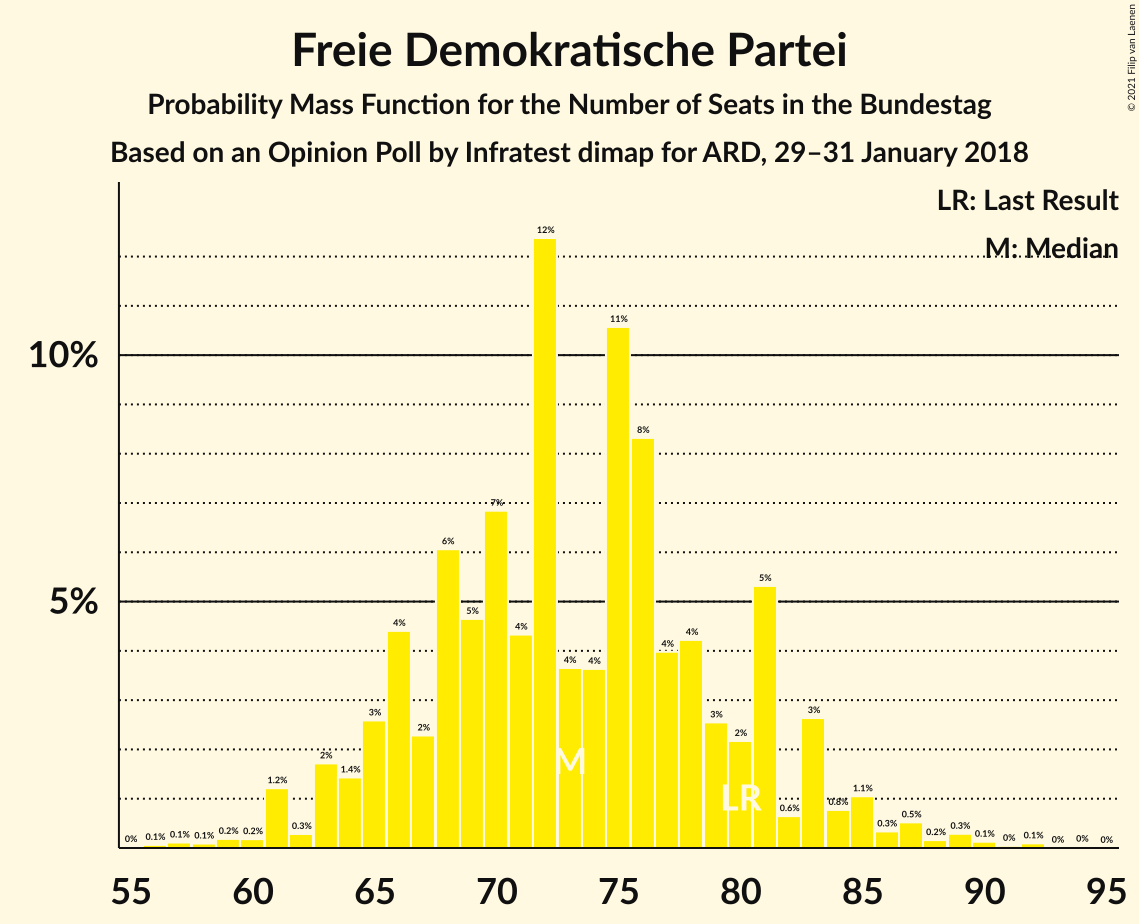 Freie Demokratische Partei
Probability Mass Function for the Number of Seats in the Bundestag
Based on an Opinion Poll by Infratest dimap for ARD, 29–31 January 2018
© 2021 Filip van Laenen
LR: Last Result
M: Median
10%
5%
0% 0.1% 0.1% 0.1% 0.2% 0.2% 1.2% 0.3% 2% 1.4% 3% 4% 2% 6% 5% 7% 4% 12% 4% 4% 11% 8% 4% 4% 3% 2% 5% 0.6% 3% 0.8% 1.1% 0.3% 0.5% 0.2% 0.3% 0.1% 0% 0.1% 0% 0% 0%
M
LR
55 60 65 70 75 80 85 90 95